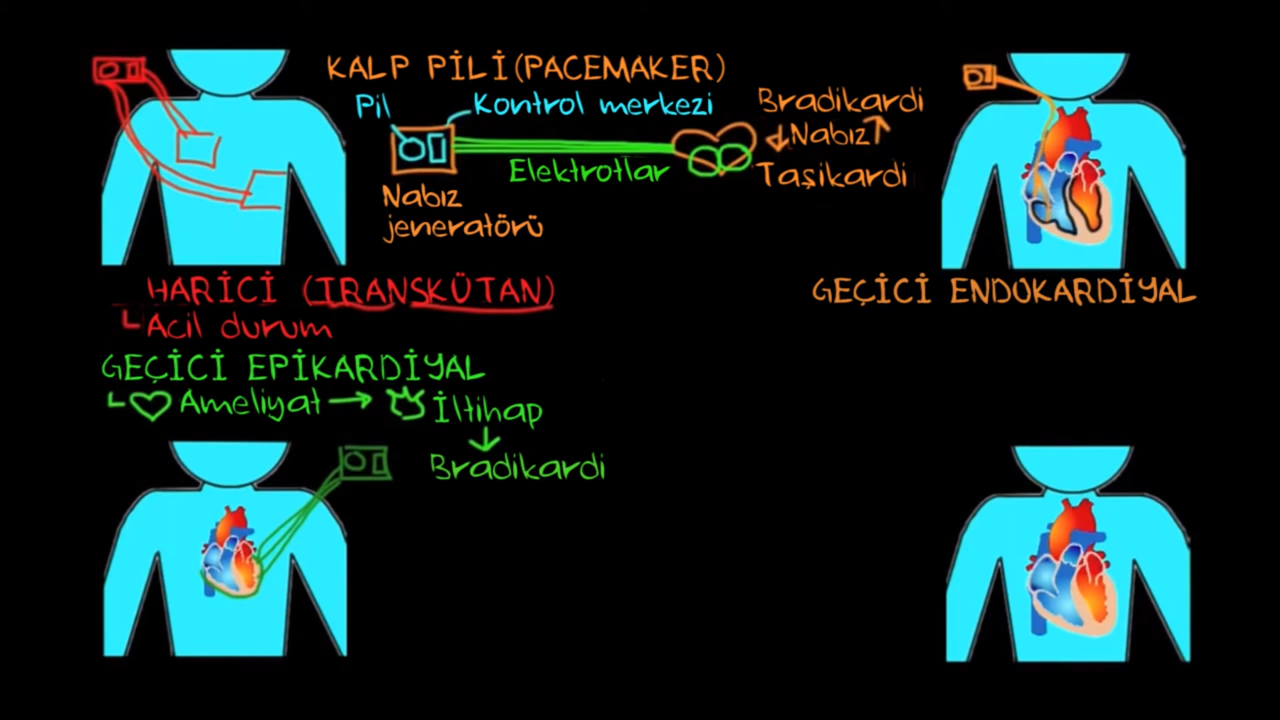 KALP PİLİ(PACEMAKER)
Pil
Kontrol merkezi
Bradikardi
Nabız
Taşikardi
Elektrotlar
Nabız
jeneratörü
HARİCİ (TRANSKÜTAN)
Acil durum
GEÇİCİ ENDOKARDİYAL
GEÇİCİ EPİKARDİYAL
Ameliyat → İltihap
Bradikardi